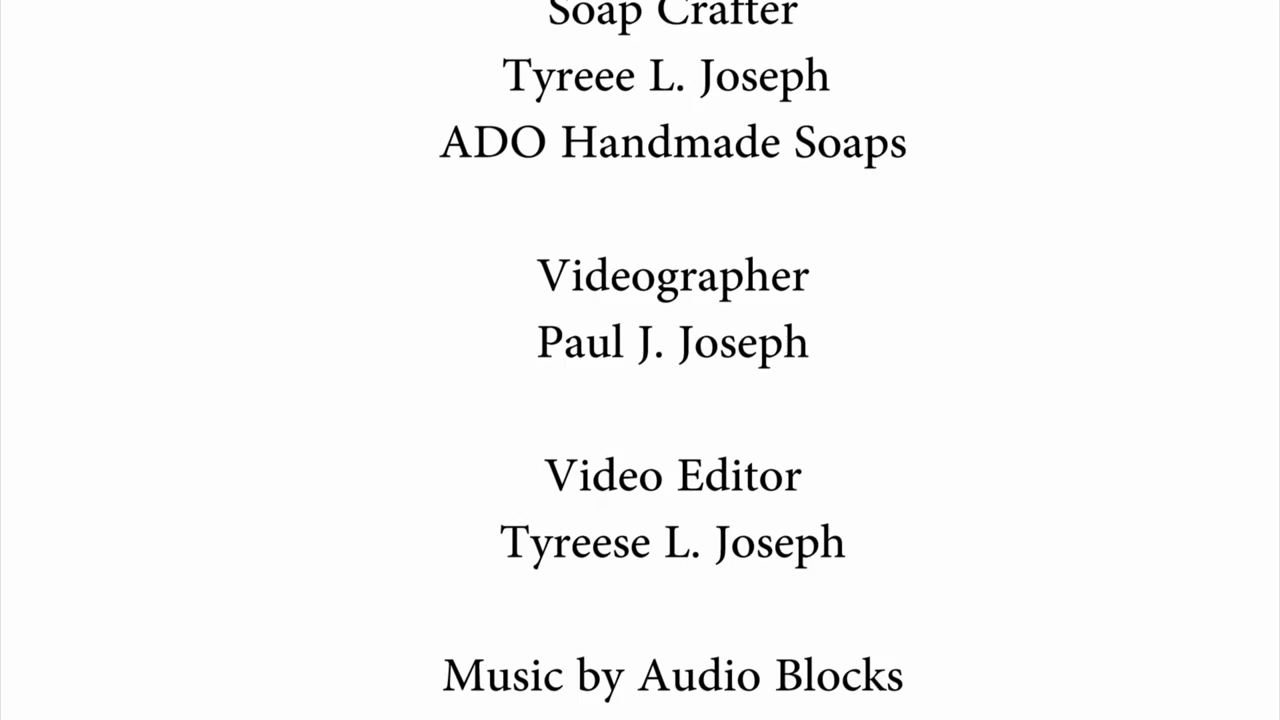 Soap Crafter
Tyreee L. Joseph
ADO Handmade Soaps
Videographer
Paul J. Joseph
Video Editor
Tyreese L. Joseph
Music by Audio Blocks